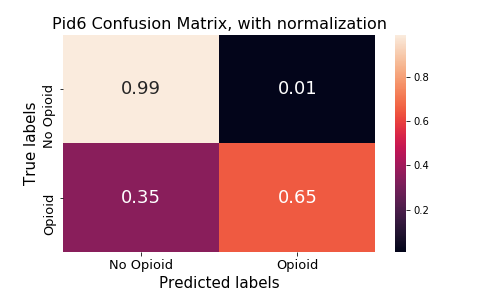 Pid6 Confusion Matrix, with normalization
True labels
No Opioid
Opioid
0.99
0.01
0.35
0.65
No Opioid
Opioid
Predicted labels
0.8
0.6
0.4
0.2